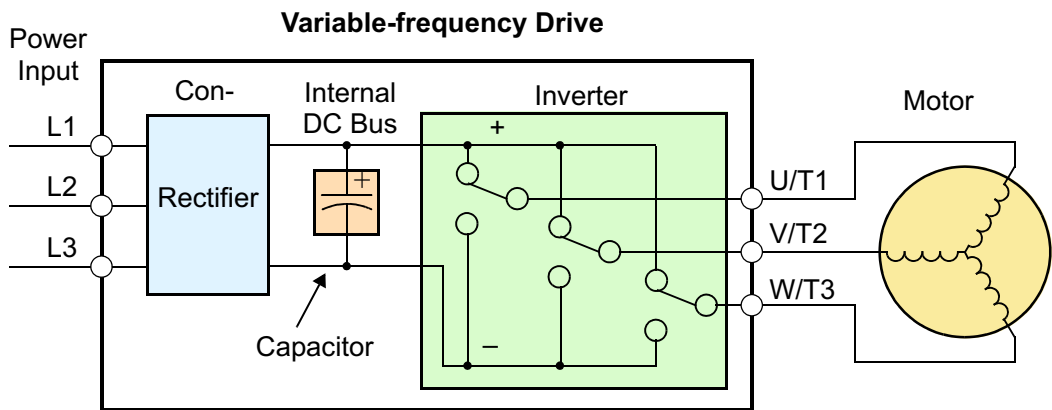 Variable-frequency Drive
Power
Input
Con-
Internal
DC Bus
Inverter
Motor
L1
L2
L3
Rectifier
+
+
–
U/T1
V/T2
W/T3
Capacitor